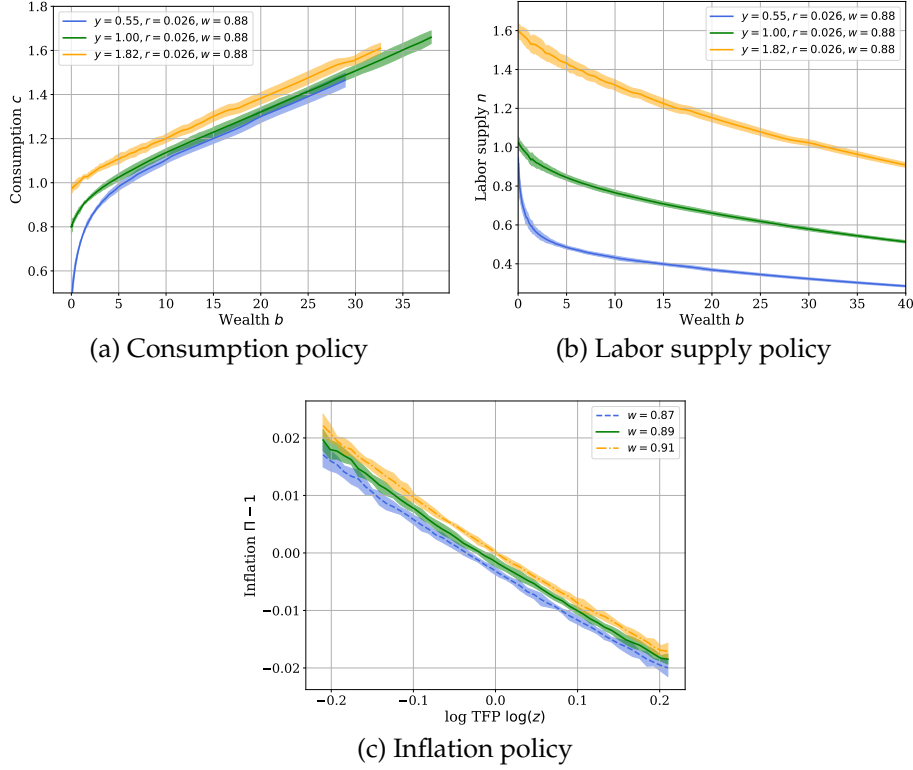 y = 0.55, r = 0.026, w = 0.88
y = 1.00, r = 0.026, w = 0.88
y = 1.82, r = 0.026, w = 0.88
1.8
1.6
1.4
1.2
1.0
0.8
0.6
Consumption c
0 5 10 15 20 25 30 35
Wealth b
(a) Consumption policy
y = 0.55, r = 0.026, w = 0.88
y = 1.00, r = 0.026, w = 0.88
y = 1.82, r = 0.026, w = 0.88
1.6
1.4
1.2
1.0
0.8
0.6
0.4
Labor supply n
0 5 10 15 20 25 30 35 40
Wealth b
(b) Labor supply policy
w = 0.87
w = 0.89
w = 0.91
0.02
0.01
0.00
−0.01
−0.02
Inflation Π − 1
−0.2 −0.1 0.0 0.1 0.2
log TFP log(z)
(c) Inflation policy